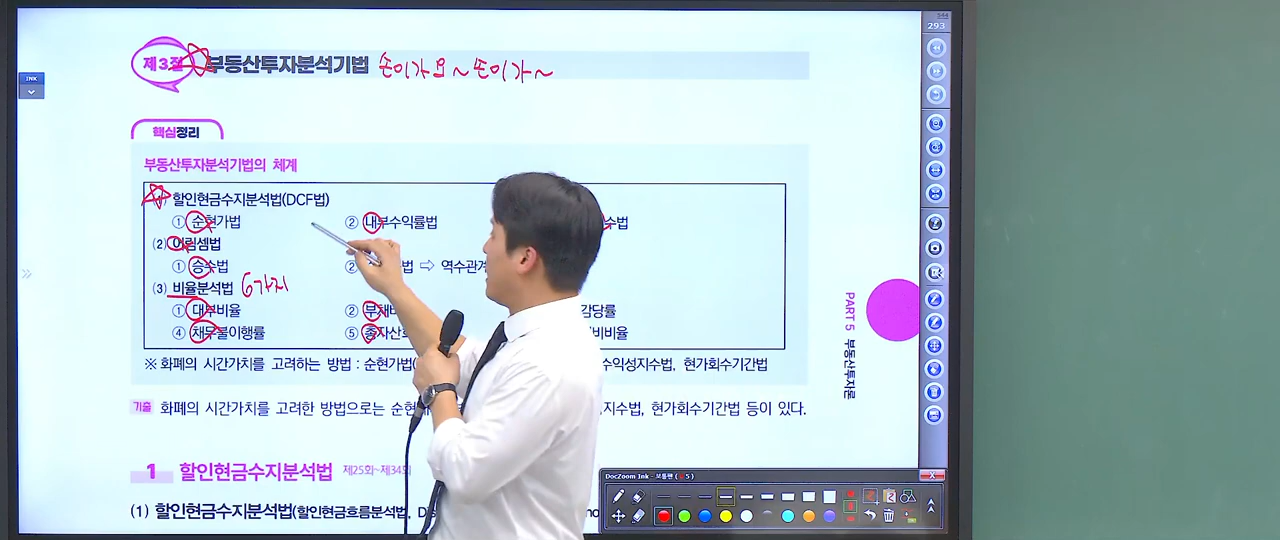 293
제3절 부동산투자분석기법 손이가요~손이가~
INK
핵심정리
부동산투자분석기법의 체계
할인현금수지분석법(DCF법)
① 순현가법 ② 내부수익률법 수법
(2) 어림셈법
① 승수법 ② 법 ⇨ 역수관계
(3) 비율분석법 6가지
① 대부비율 ② 부채비 감당률
④ 채무불이행률 ⑤ 총자산회 비비율
※ 화폐의 시간가치를 고려하는 방법 : 순현가법( 수익성지수법, 현가회수기간법
기출 화폐의 시간가치를 고려한 방법으로는 순현 지수법, 현가회수기간법 등이 있다.
PART 5 부동산투자론
1 할인현금수지분석법 제25회~제34회
(1) 할인현금수지분석법(할인현금흐름분석법, Dis
DocZoom Ink - 보통펜 ( 5 )